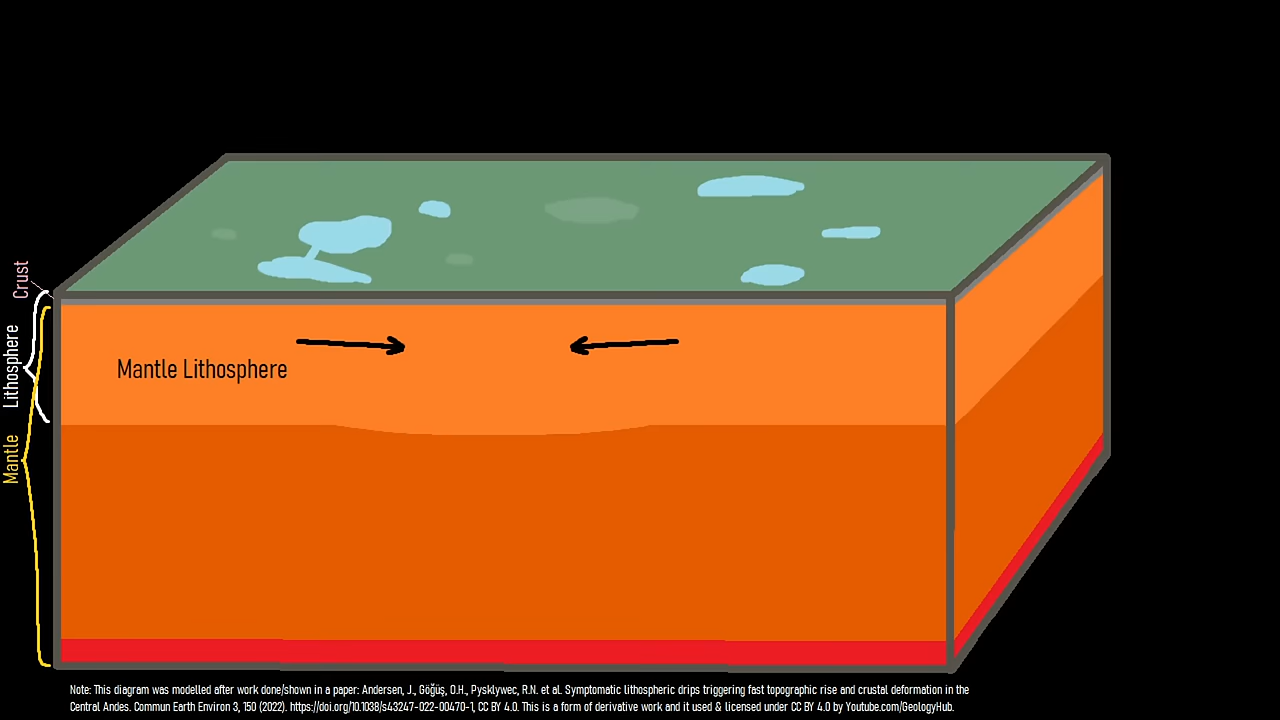 Crust
Lithosphere
Mantle
Mantle Lithosphere
Note: This diagram was modelled after work done/shown in a paper: Andersen, J., Göğüş, O.H., Pysklywec, R.N. et al. Symptomatic lithospheric drips triggering fast topographic rise and crustal deformation in the
Central Andes. Commun Earth Environ 3, 150 (2022). https://doi.org/10.1038/s43247-022-00470-1, CC BY 4.0. This is a form of derivative work and it used & licensed under CC BY 4.0 by Youtube.com/GeologyHub.